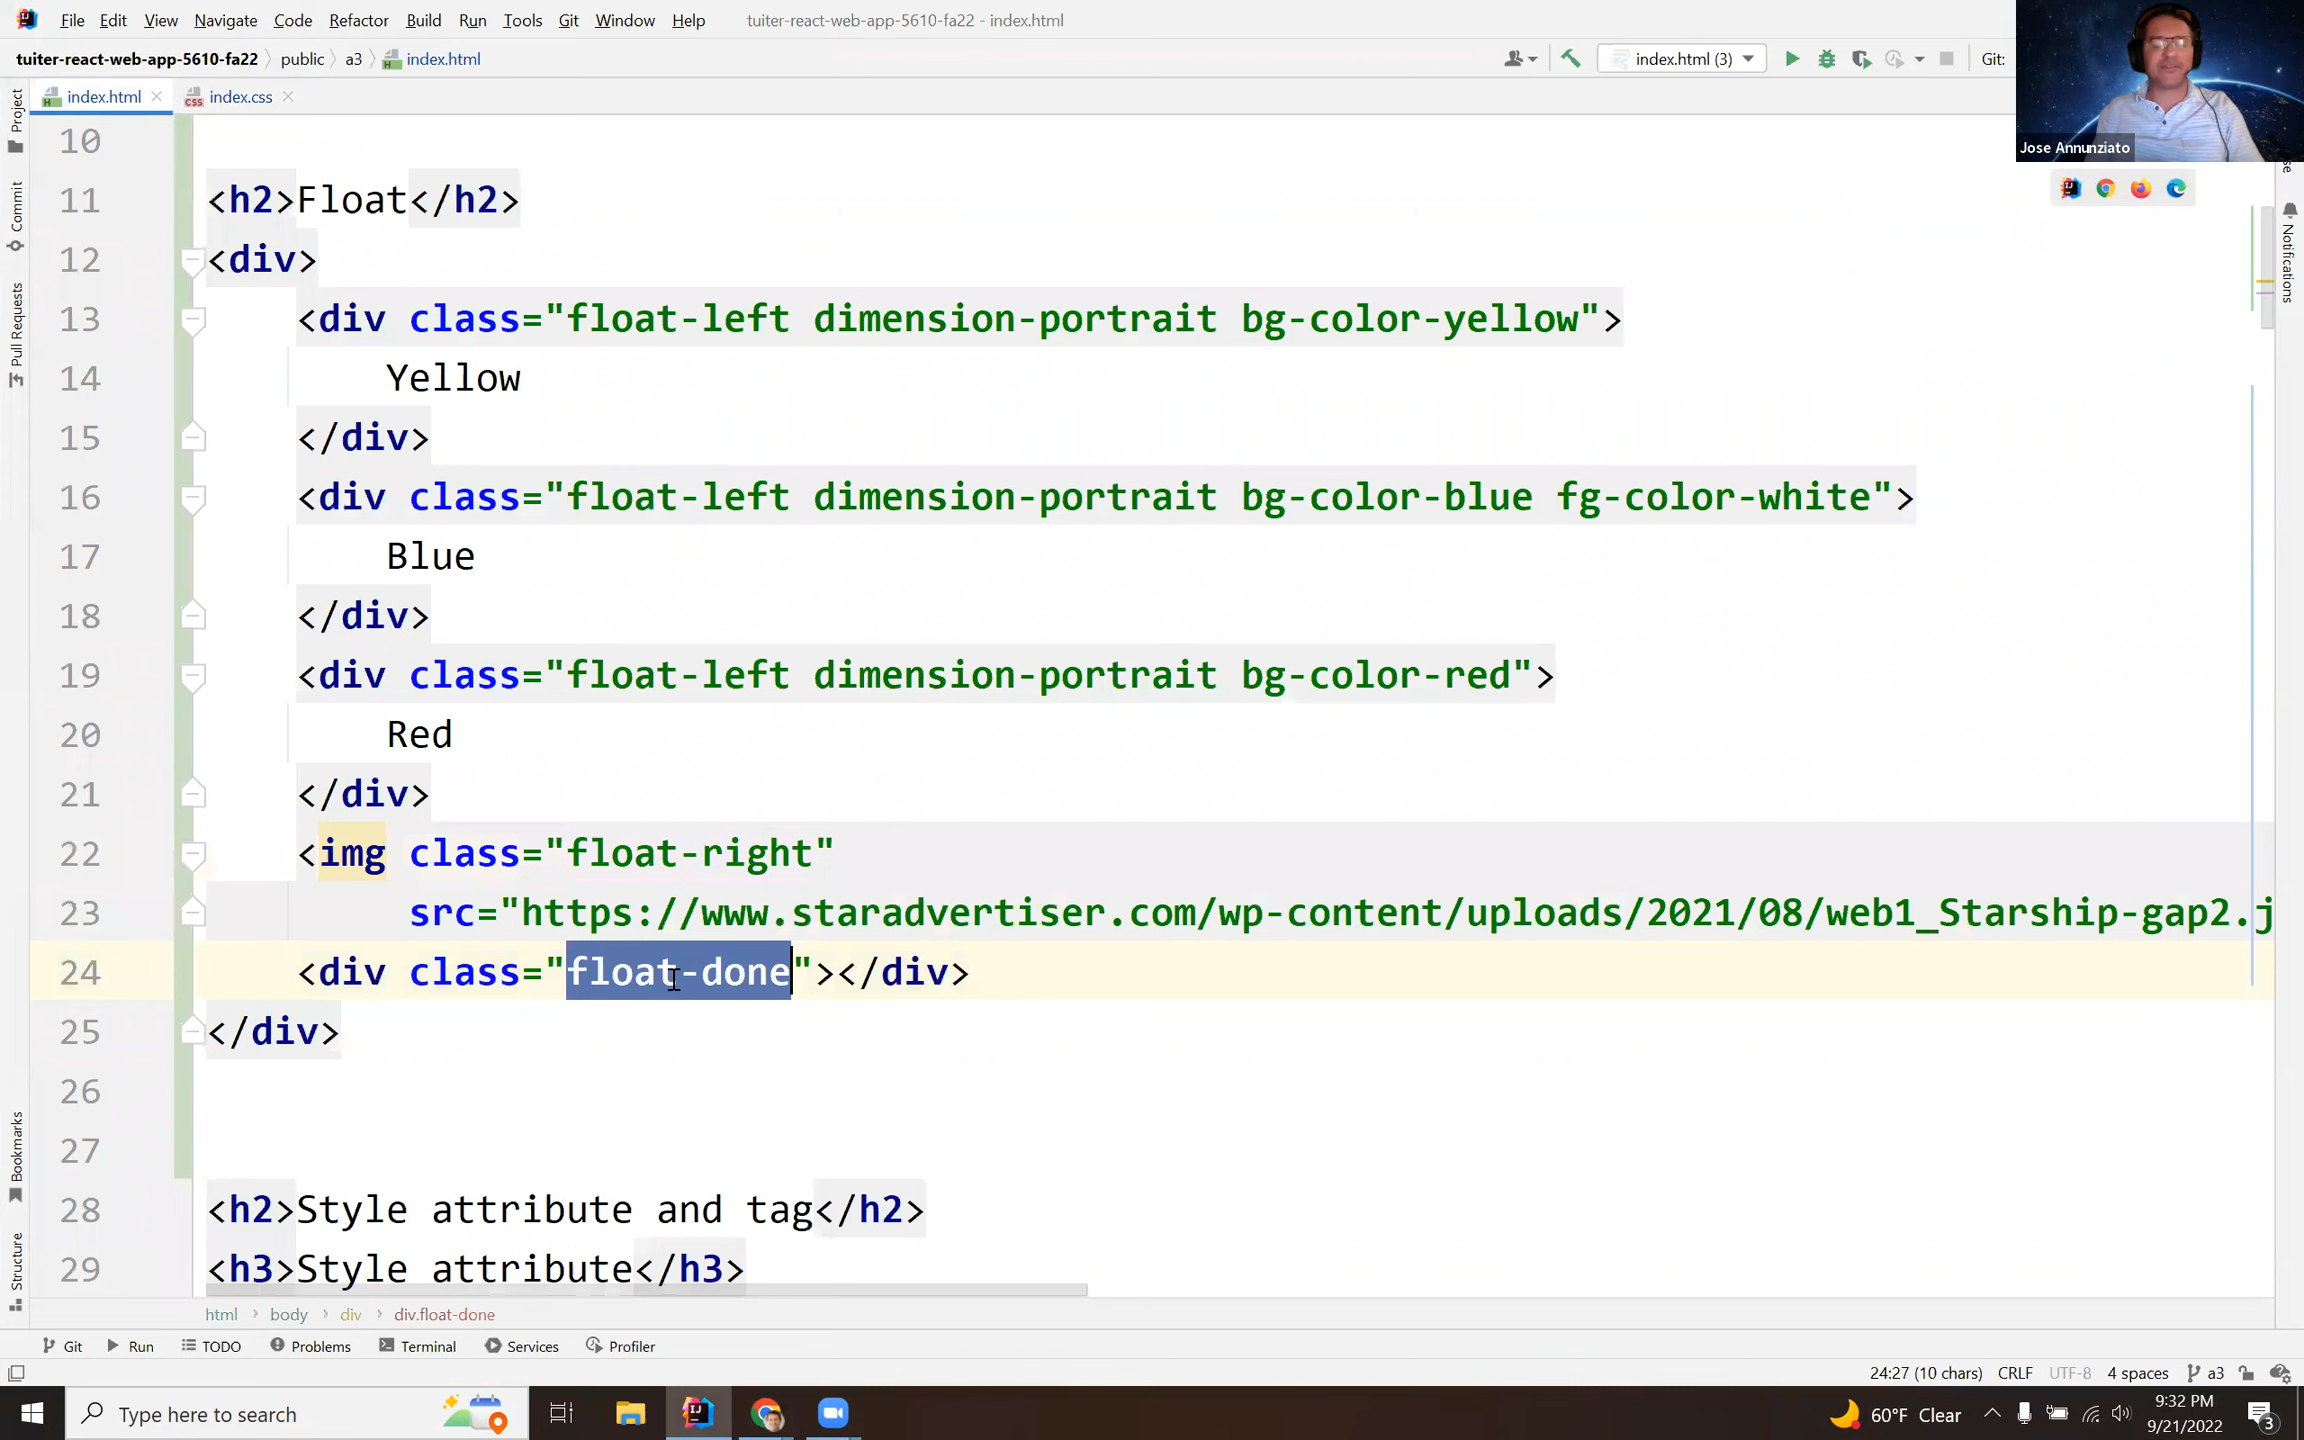 File Edit View Navigate Code Refactor Build Run Tools Git Window Help tuiter-react-web-app-5610-fa22 - index.html
tuiter-react-web-app-5610-fa22 public a3 index.html index.html (3) Git:
Jose Annunziato
index.html index.css
Project
Commit
Pull Requests
Bookmarks
Structure
Notifications
10
11 <h2>Float</h2>
12 <div>
13 <div class="float-left dimension-portrait bg-color-yellow">
14 Yellow
15 </div>
16 <div class="float-left dimension-portrait bg-color-blue fg-color-white">
17 Blue
18 </div>
19 <div class="float-left dimension-portrait bg-color-red">
20 Red
21 </div>
22 <img class="float-right"
23 src="https://www.staradvertiser.com/wp-content/uploads/2021/08/web1_Starship-gap2.j
24 <div class="float-done"></div>
25 </div>
26
27
28 <h2>Style attribute and tag</h2>
29 <h3>Style attribute</h3>
html body div div.float-done
Git Run TODO Problems Terminal Services Profiler
24:27 (10 chars) CRLF UTF-8 4 spaces a3
Type here to search
60°F Clear
9:32 PM
9/21/2022
3